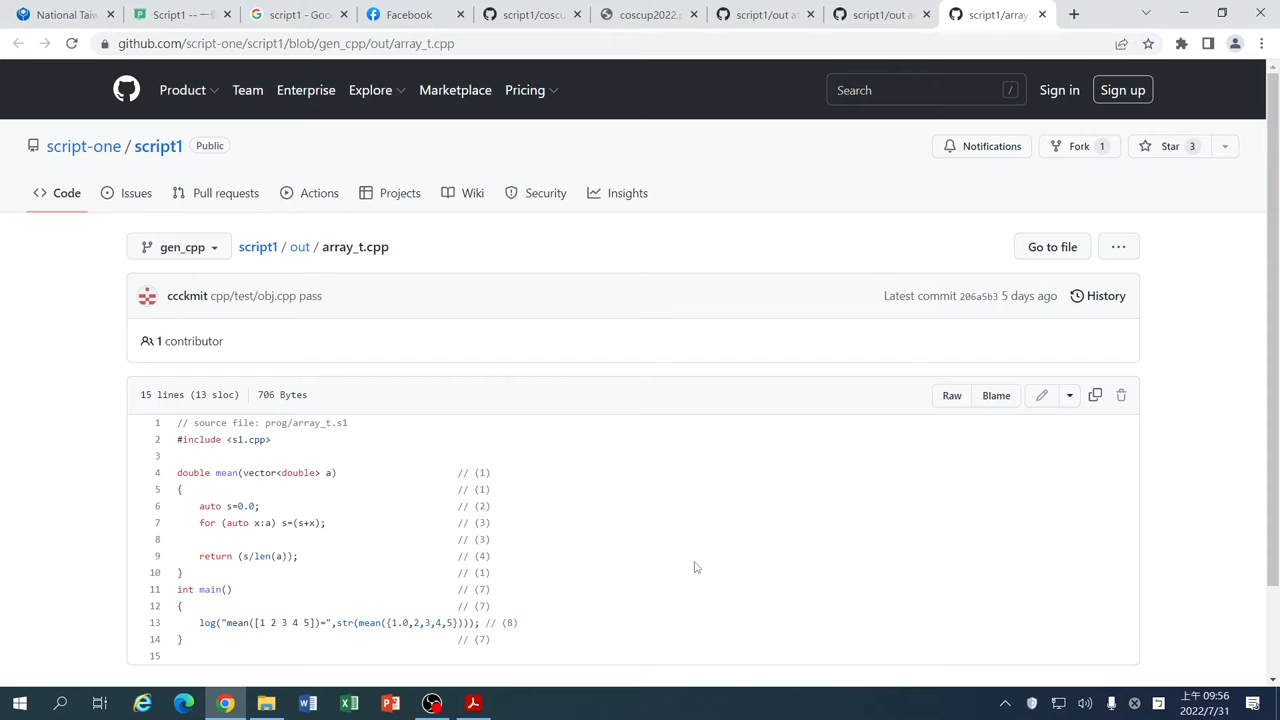 National Taiw
Script1 -- 一
script1 - Goo
Facebook
script1/coscu
coscup2022.p
script1/out at
script1/out at
script1/array_
github.com/script-one/script1/blob/gen_cpp/out/array_t.cpp
Product Team Enterprise Explore Marketplace Pricing Search / Sign in Sign up
script-one / script1 Public Notifications Fork 1 Star 3
Code Issues Pull requests Actions Projects Wiki Security Insights
gen_cpp script1 / out / array_t.cpp Go to file ...
ccckmit cpp/test/obj.cpp pass Latest commit 206a5b3 5 days ago History
1 contributor
15 lines (13 sloc) 706 Bytes Raw Blame
1 // source file: prog/array_t.s1
2 #include <s1.cpp>
3
4 double mean(vector<double> a) // (1)
5 { // (1)
6 auto s=0.0; // (2)
7 for (auto x:a) s=(s+x); // (3)
8 // (3)
9 return (s/len(a)); // (4)
10 } // (1)
11 int main() // (7)
12 { // (7)
13 log("mean([1 2 3 4 5])=",str(mean({1.0,2,3,4,5}))); // (8)
14 } // (7)
15
上午 09:56
2022/7/31